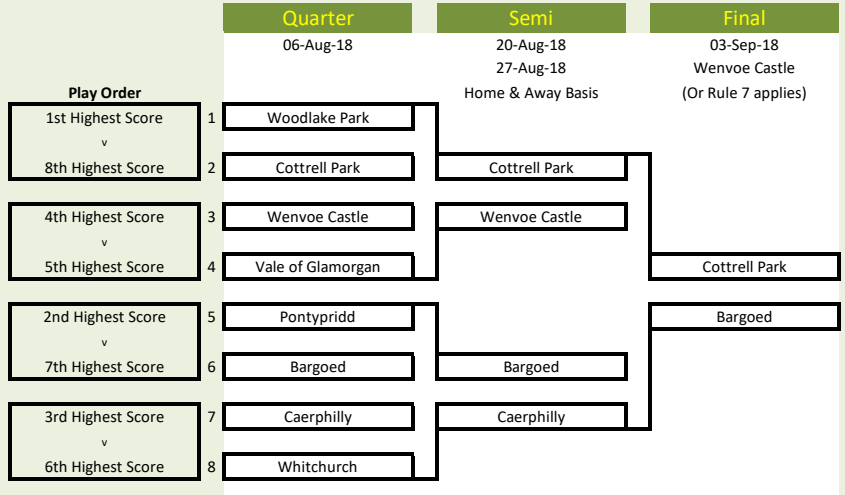 Quarter Semi Final
06-Aug-18 20-Aug-18 03-Sep-18
27-Aug-18 Wenvoe Castle
Play Order Home & Away Basis (Or Rule 7 applies)
1st Highest Score 1 Woodlake Park
v
8th Highest Score 2 Cottrell Park Cottrell Park
4th Highest Score 3 Wenvoe Castle Wenvoe Castle
v
5th Highest Score 4 Vale of Glamorgan Cottrell Park
2nd Highest Score 5 Pontypridd Bargoed
v
7th Highest Score 6 Bargoed Bargoed
3rd Highest Score 7 Caerphilly Caerphilly
v
6th Highest Score 8 Whitchurch